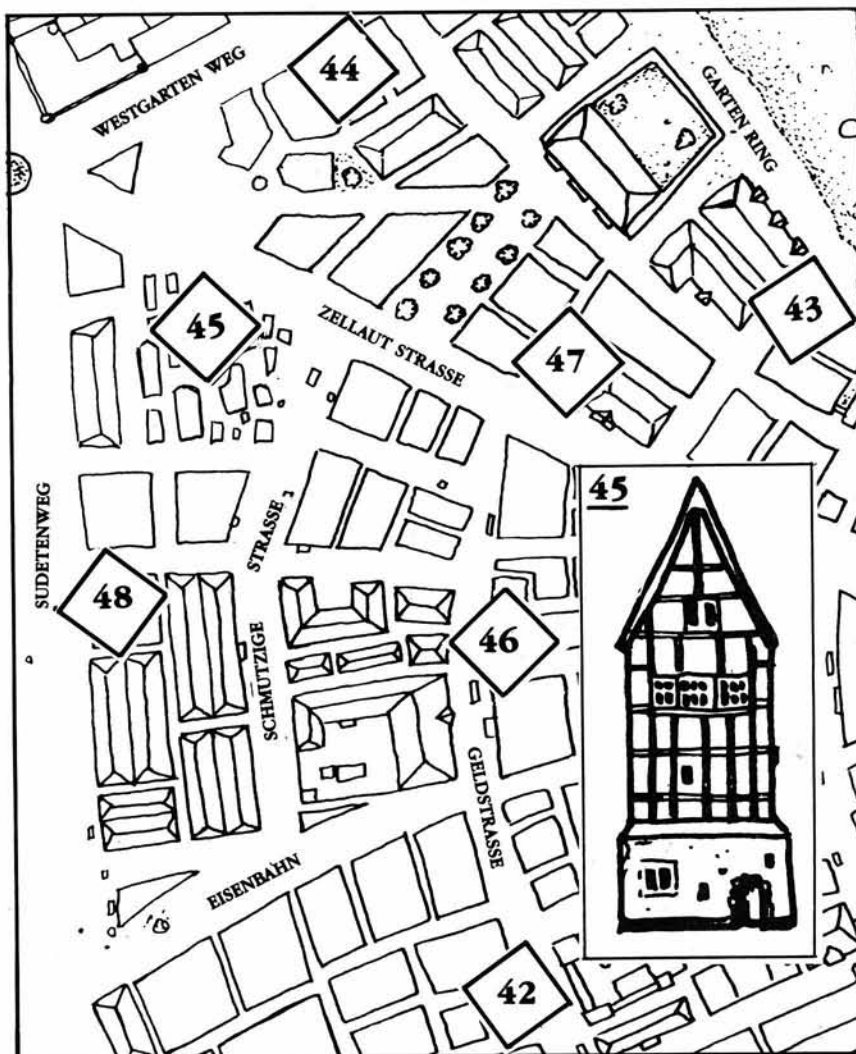 WESTGARTEN WEG
44
GARTEN RING
45
ZELLAUT STRASSE
47
43
SUDETENWEG
45
48
SCHMUTZIGE STRASSE
46
GELDSTRASSE
EISENBAHN
42